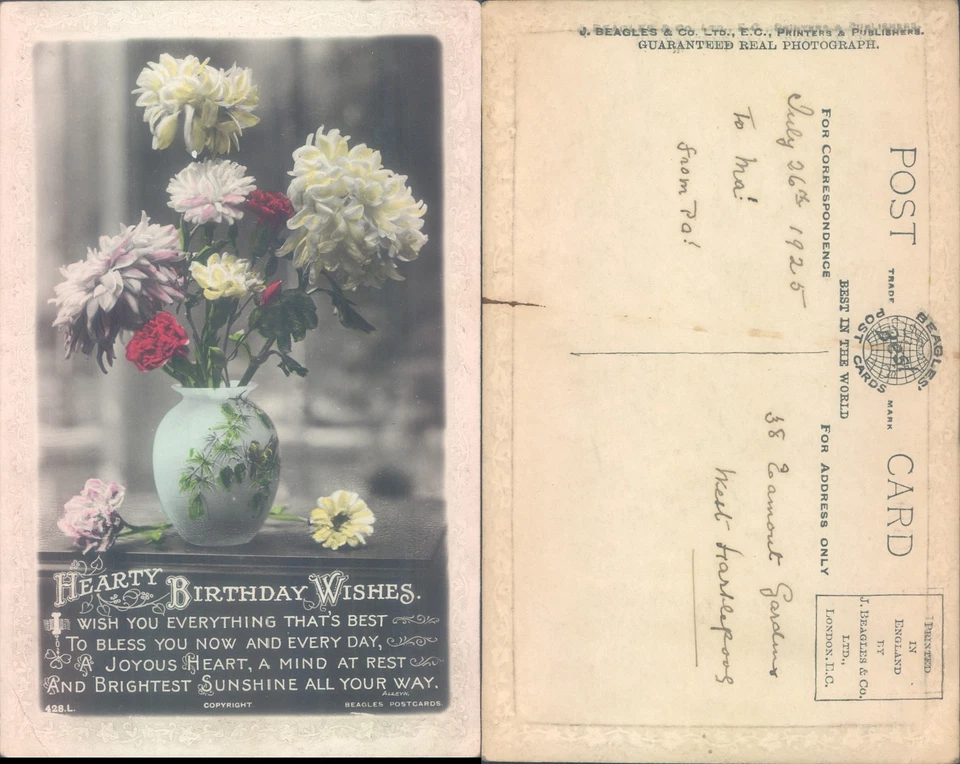 HEARTY BIRTHDAY WISHES.
I WISH YOU EVERYTHING THAT'S BEST
TO BLESS YOU NOW AND EVERY DAY,
A JOYOUS HEART, A MIND AT REST
AND BRIGHTEST SUNSHINE ALL YOUR WAY.
ALLEYN.
428.L.
COPYRIGHT.
BEAGLES POSTCARDS.
J. BEAGLES & CO. LTD., E.C., PRINTERS & PUBLISHERS.
GUARANTEED REAL PHOTOGRAPH.
POST CARD
TRADE MARK
BEAGLES'
POST CARDS
BEST IN THE WORLD
FOR CORRESPONDENCE
FOR ADDRESS ONLY
PRINTED
IN
ENGLAND
BY
J. BEAGLES & CO.
LTD.,
LONDON. E.C.
July 26th 1925
To Ma!
from Pa!
38 Eamont Gardens
West Hartlepool